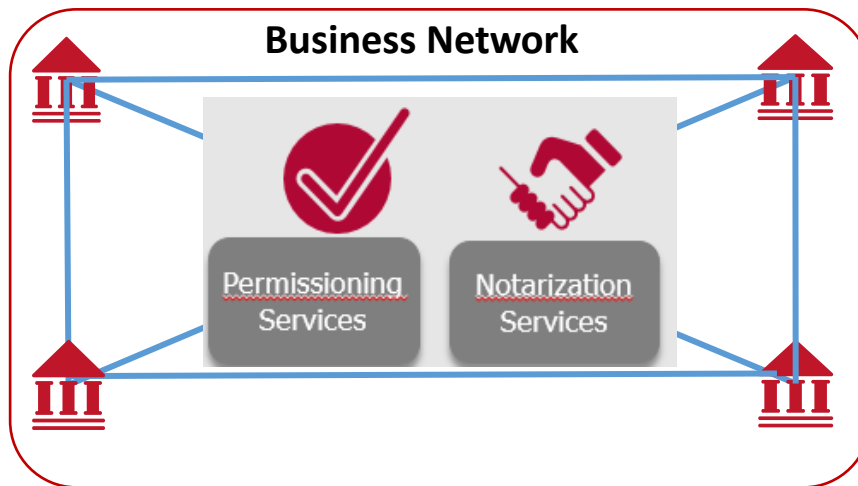 Business Network
Permissioning
Services
Notarization
Services